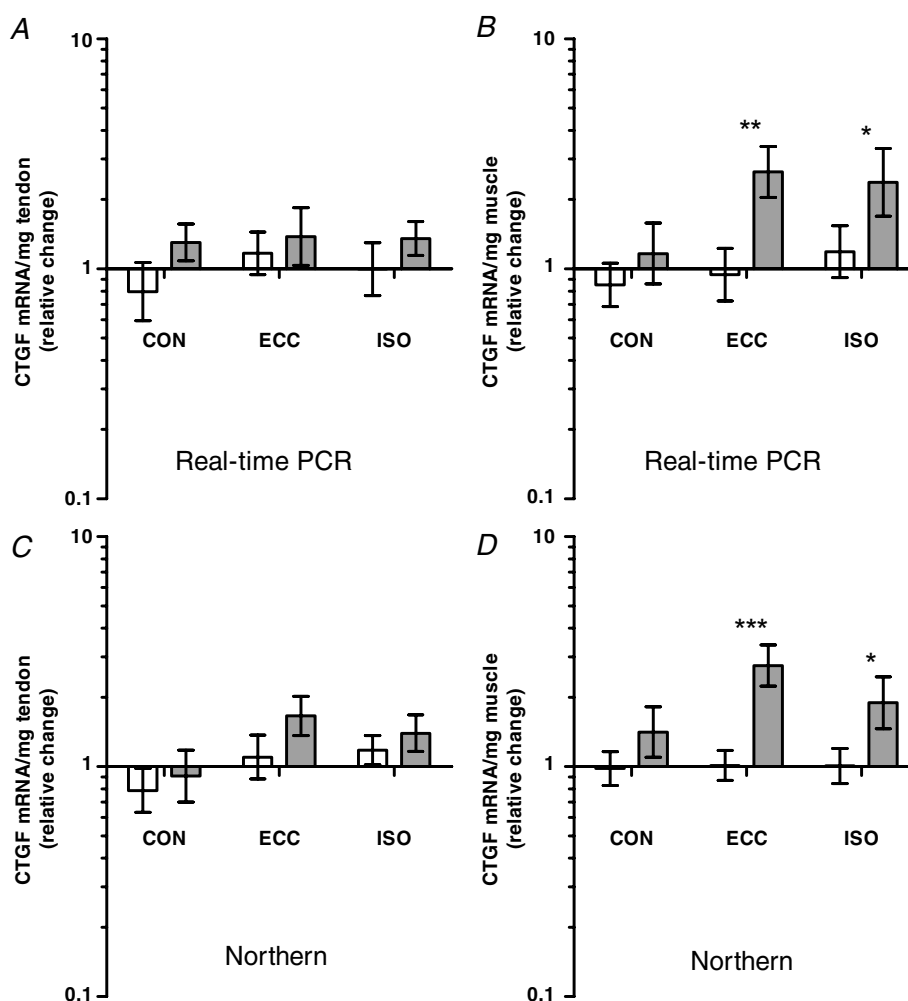 A
10
CTGF mRNA/mg tendon
(relative change)
1
CON
ECC
ISO
Real-time PCR
0.1
B
10
CTGF mRNA/mg muscle
(relative change)
**
*
1
CON
ECC
ISO
Real-time PCR
0.1
C
10
CTGF mRNA/mg tendon
(relative change)
1
CON
ECC
ISO
Northern
0.1
D
10
CTGF mRNA/mg muscle
(relative change)
***
*
1
CON
ECC
ISO
Northern
0.1